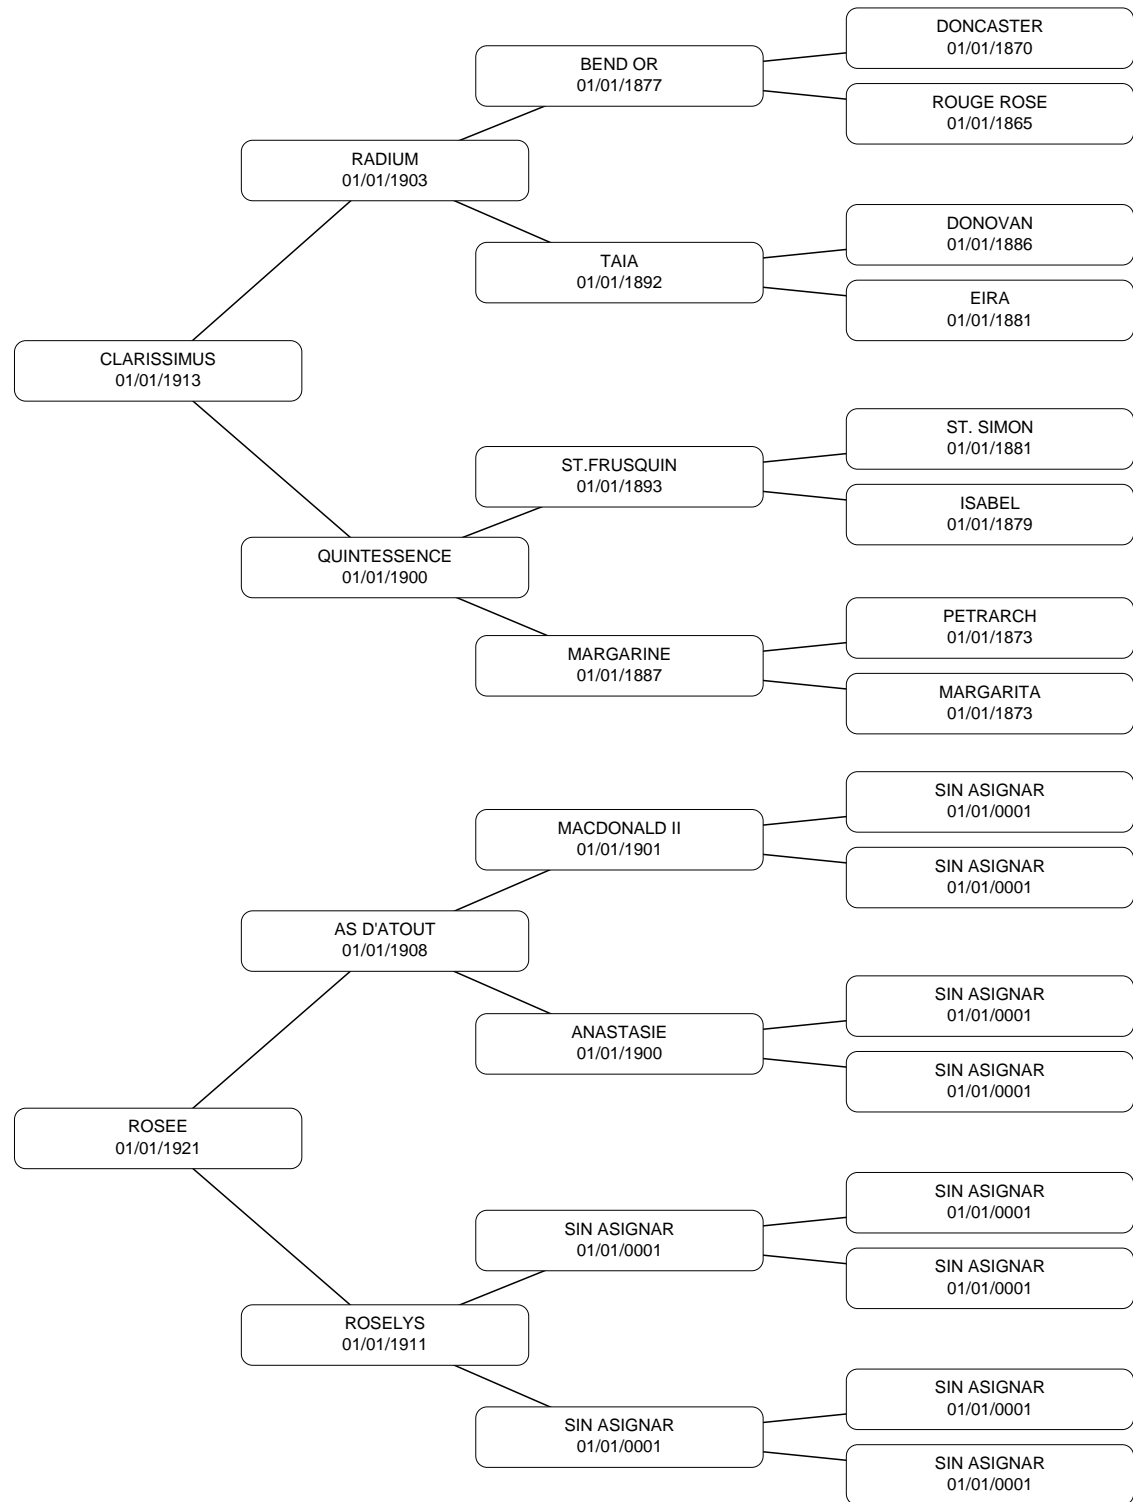 DONCASTER
01/01/1870
BEND OR
01/01/1877
ROUGE ROSE
01/01/1865
RADIUM
01/01/1903
DONOVAN
01/01/1886
TAIA
01/01/1892
EIRA
01/01/1881
CLARISSIMUS
01/01/1913
ST. SIMON
01/01/1881
ST.FRUSQUIN
01/01/1893
ISABEL
01/01/1879
QUINTESSENCE
01/01/1900
PETRARCH
01/01/1873
MARGARINE
01/01/1887
MARGARITA
01/01/1873
SIN ASIGNAR
01/01/0001
MACDONALD II
01/01/1901
SIN ASIGNAR
01/01/0001
AS D'ATOUT
01/01/1908
SIN ASIGNAR
01/01/0001
ANASTASIE
01/01/1900
SIN ASIGNAR
01/01/0001
ROSEE
01/01/1921
SIN ASIGNAR
01/01/0001
SIN ASIGNAR
01/01/0001
SIN ASIGNAR
01/01/0001
ROSELYS
01/01/1911
SIN ASIGNAR
01/01/0001
SIN ASIGNAR
01/01/0001
SIN ASIGNAR
01/01/0001